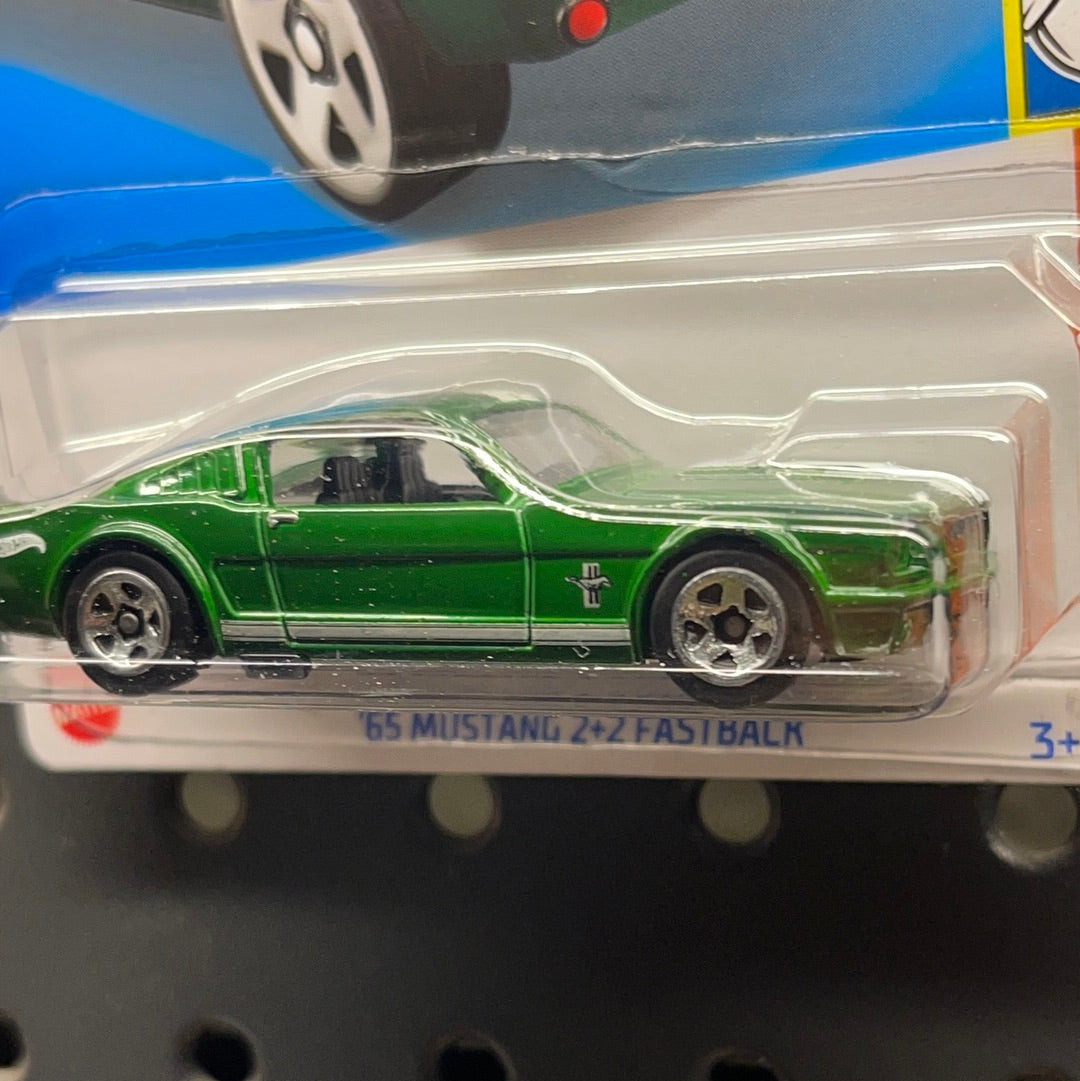 '65 MUSTANG 2+2 FASTBACK
3+